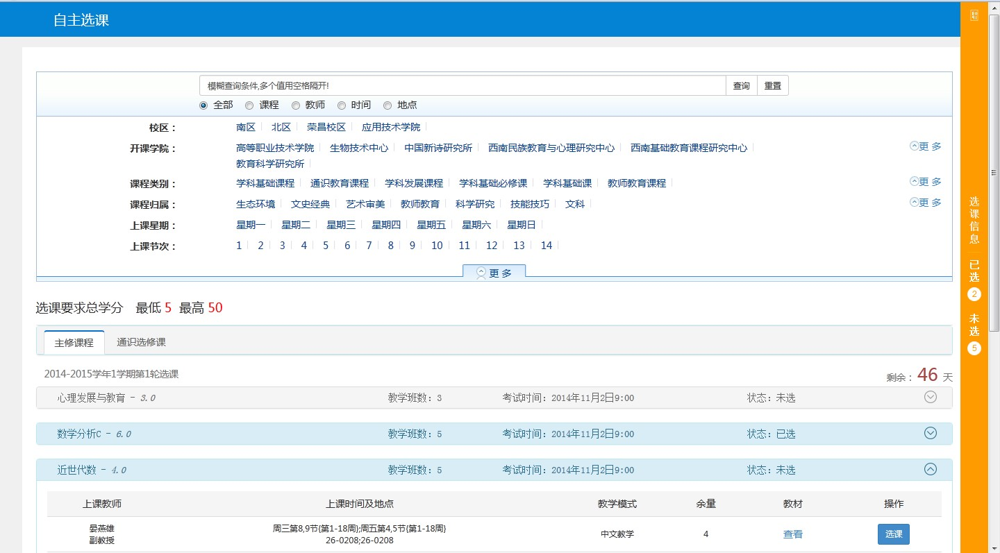 自主选课
模糊查询条件,多个值用空格隔开!
查询 重置
全部 课程 教师 时间 地点
校区： 南区 北区 荣昌校区 应用技术学院
开课学院： 高等职业技术学院 生物技术中心 中国新诗研究所 西南民族教育与心理研究中心 西南基础教育课程研究中心 更 多
教育科学研究所
课程类别： 学科基础课程 通识教育课程 学科发展课程 学科基础必修课 学科基础课 教师教育课程 更 多
课程归属： 生态环境 文史经典 艺术审美 教师教育 科学研究 技能技巧 文科 更 多
上课星期： 星期一 星期二 星期三 星期四 星期五 星期六 星期日
上课节次： 1 2 3 4 5 6 7 8 9 10 11 12 13 14
更 多
选课要求总学分 最低 5 最高 50
主修课程 通识选修课
2014-2015学年1学期第1轮选课 剩余：46 天
心理发展与教育 - 3.0 教学班数：3 考试时间：2014年11月2日9:00 状态：未选
数学分析C - 6.0 教学班数：5 考试时间：2014年11月2日9:00 状态：已选
近世代数 - 4.0 教学班数：5 考试时间：2014年11月2日9:00 状态：未选
上课教师 上课时间及地点 教学模式 余量 教材 操作
晏燕雄 周三第8,9节{第1-18周};周五第4,5节{第1-18周}
副教授 26-0208;26-0208 中文教学 4 查看 选课
选课信息
已选 2
未选 5